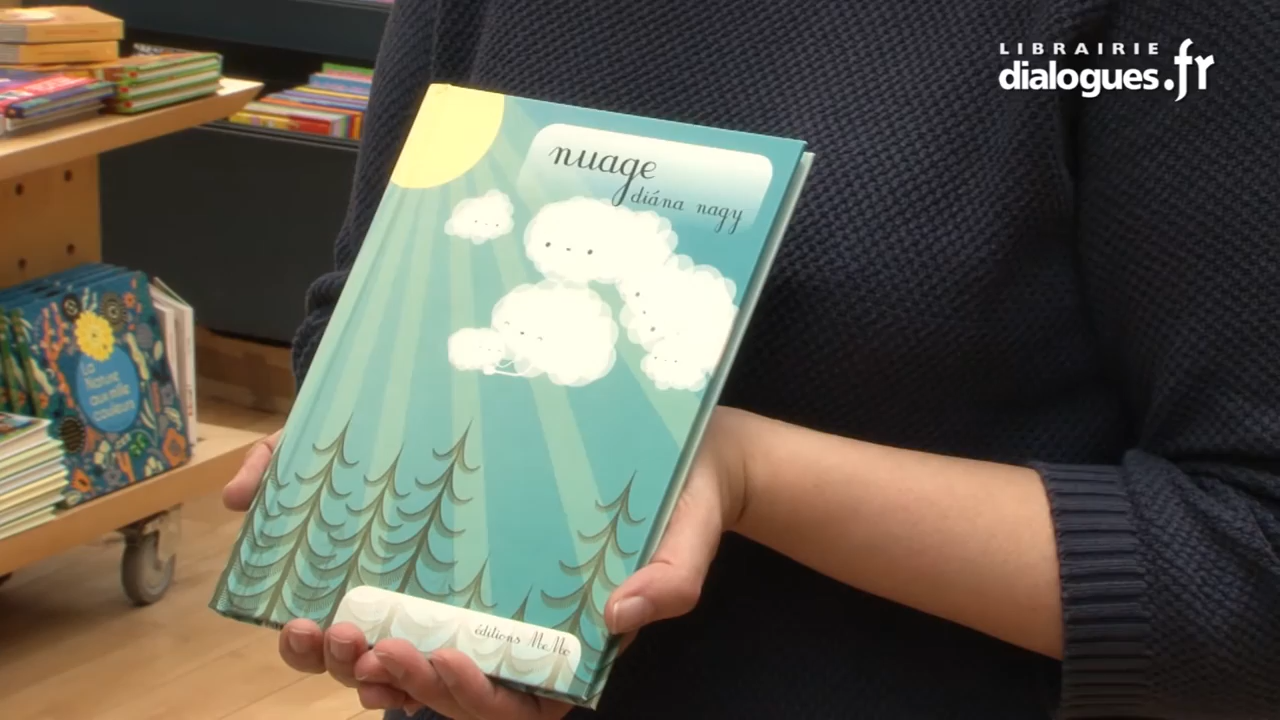 LIBRAIRIE
dialogues.fr
nuage
diána nagy
La
Nature
aux mille
couleurs
éditions MeMo